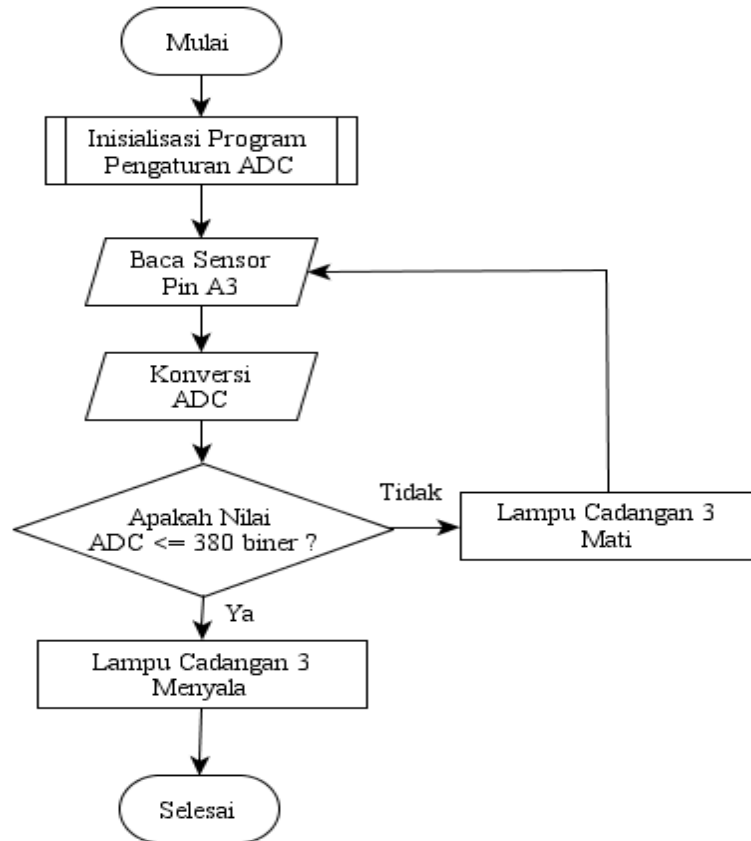 Mulai
Inisialisasi Program
Pengaturan ADC
Baca Sensor
Pin A3
Konversi
ADC
Apakah Nilai
ADC <= 380 biner ?
Tidak
Lampu Cadangan 3
Mati
Ya
Lampu Cadangan 3
Menyala
Selesai